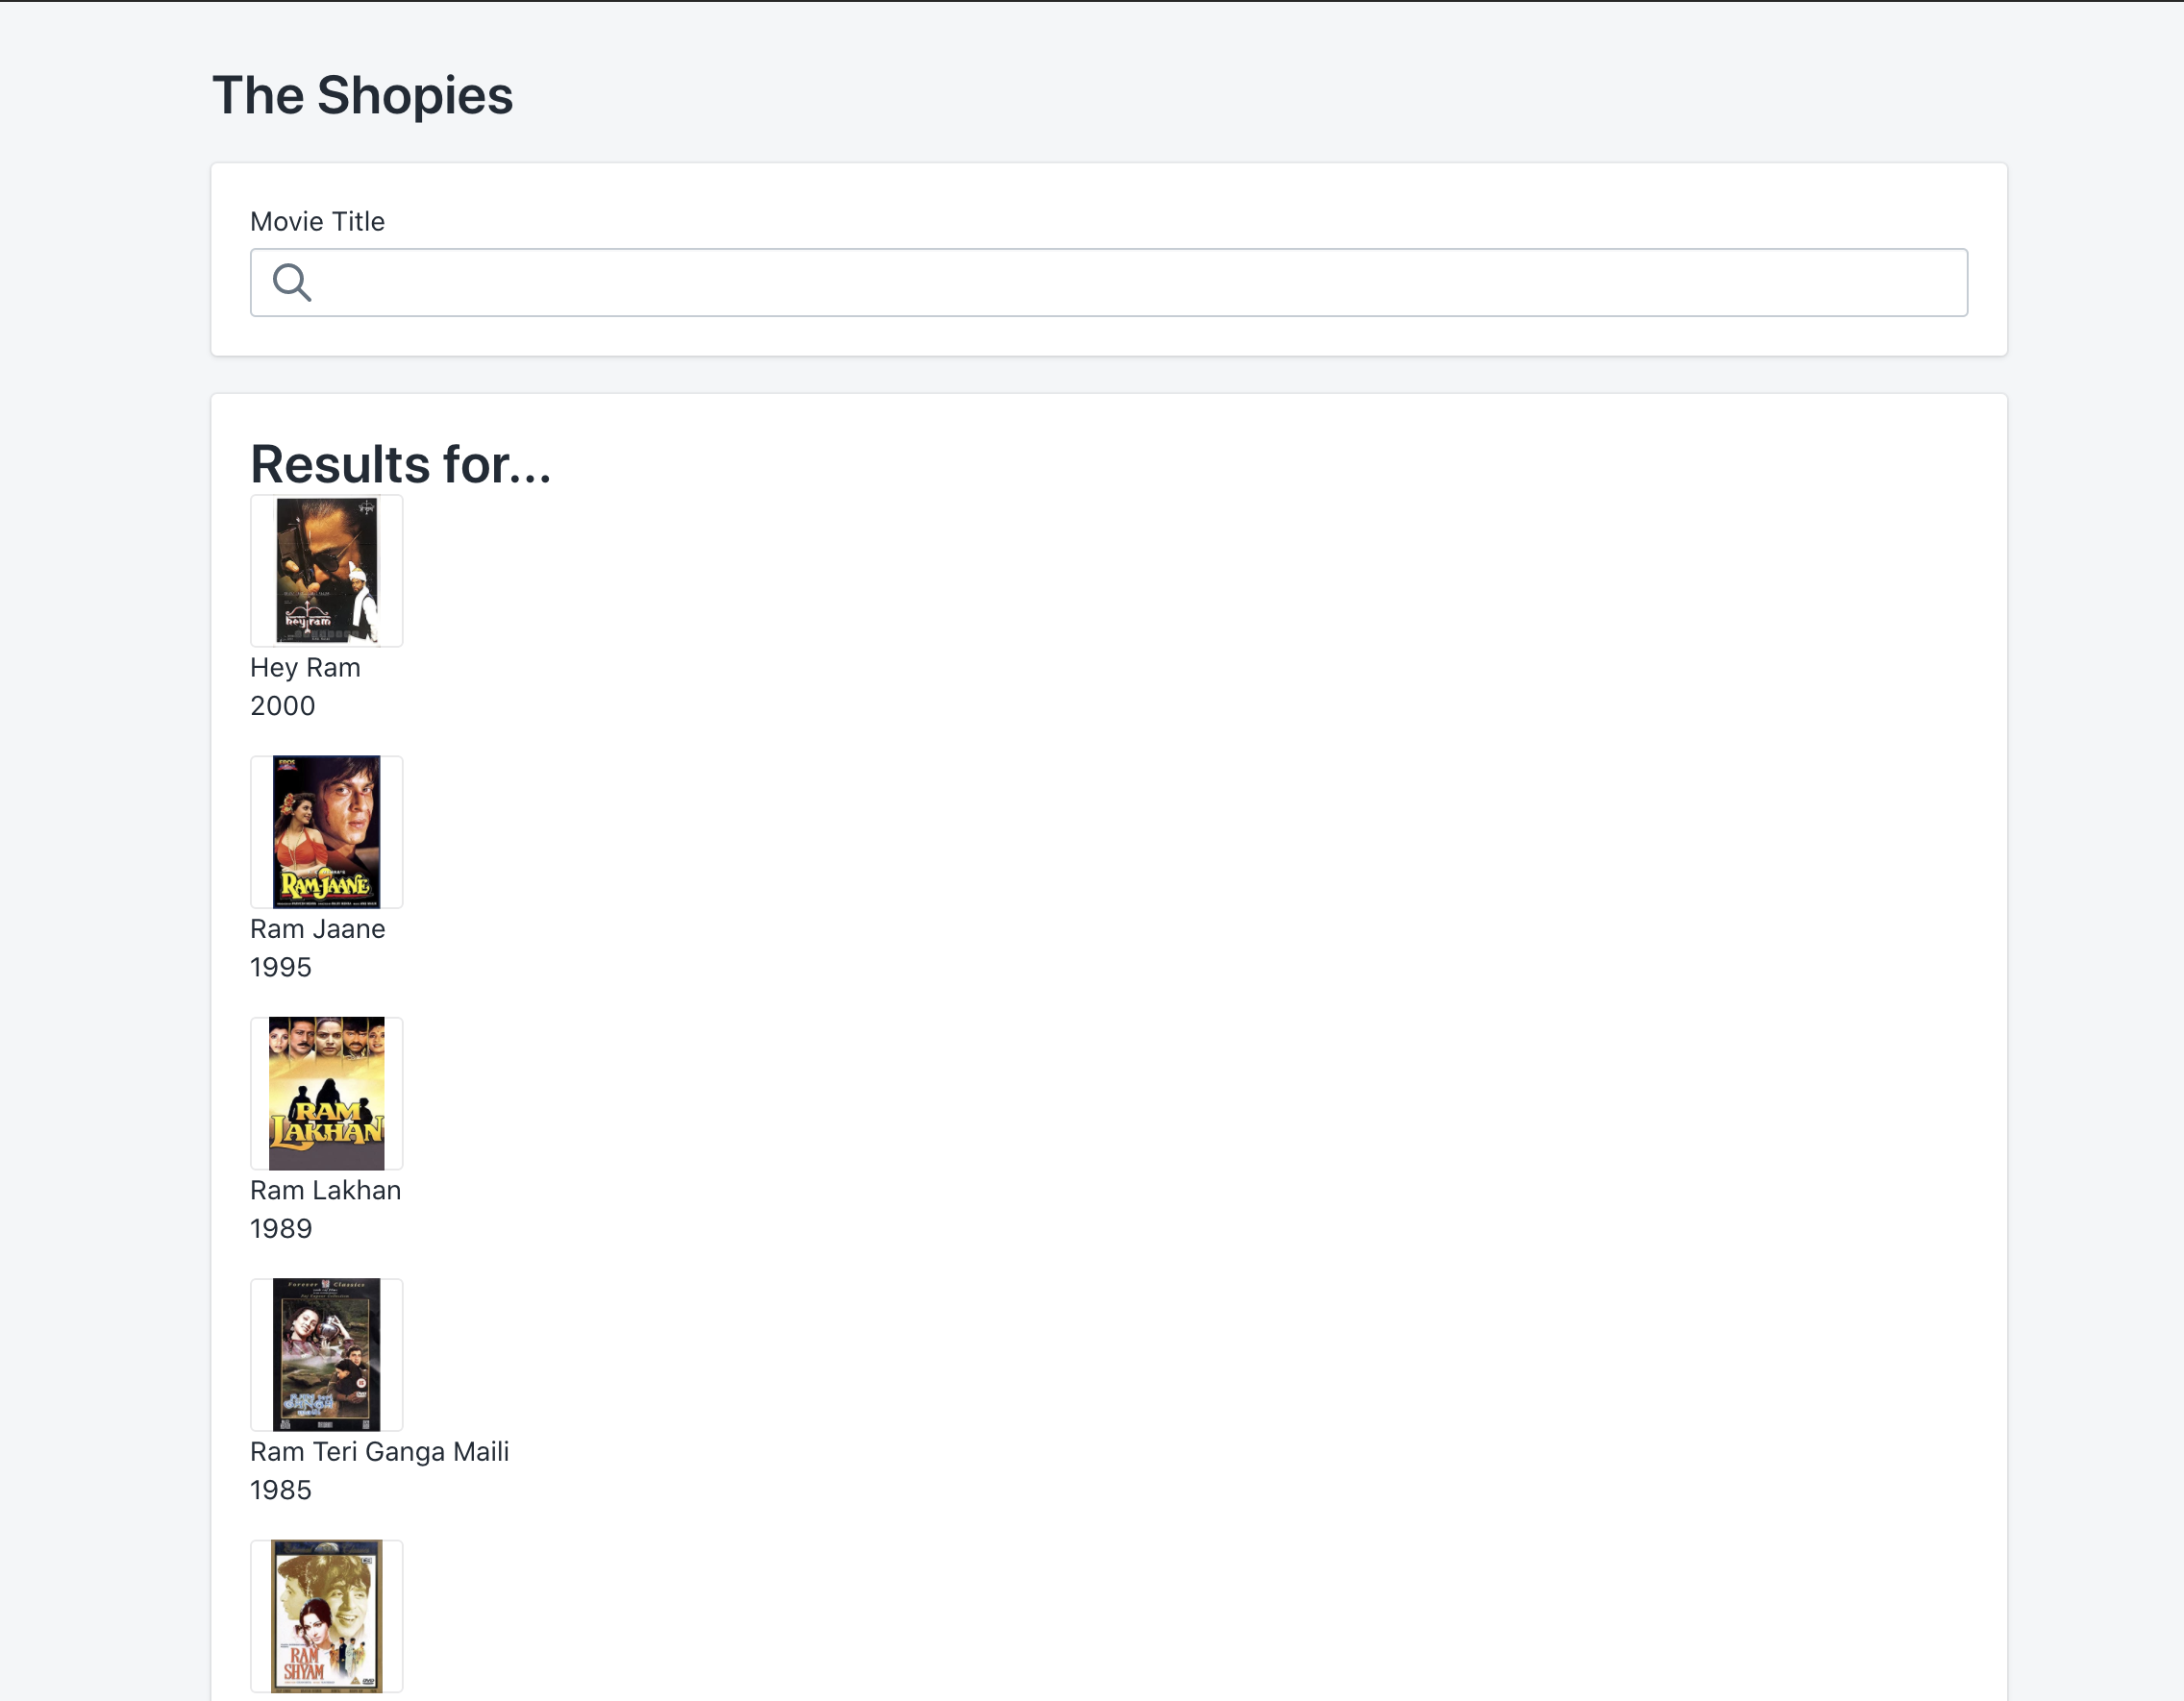 The Shopies
Movie Title
Results for...
hey ram
Hey Ram
2000
EROS
RAM JAANE
Ram Jaane
1995
RAM
LAKHAN
Ram Lakhan
1989
Forever Classics
Ram Teri Ganga Maili
1985
RAM
SHYAM